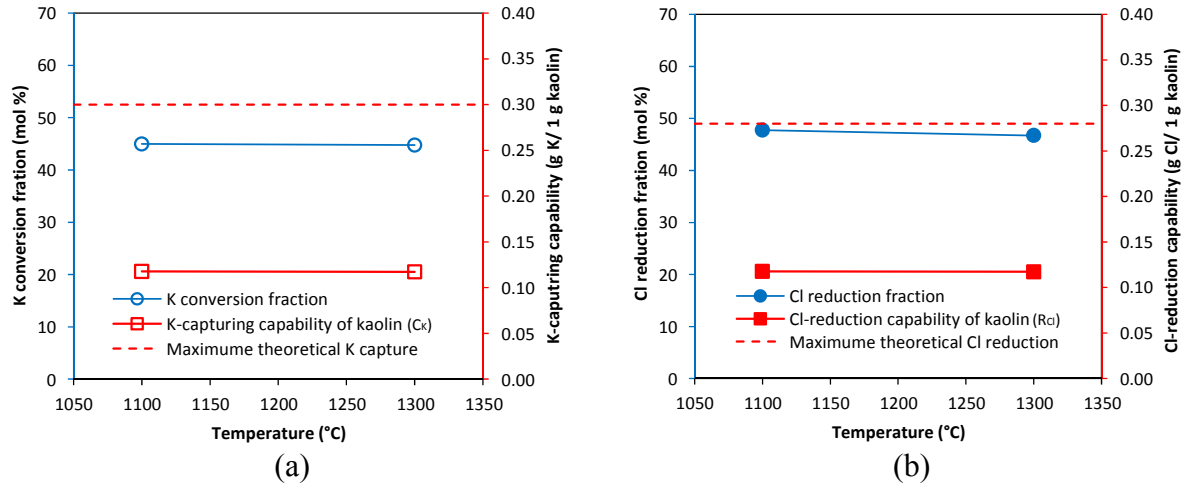 70
60
50
40
30
20
10
0
K conversion fration (mol %)
0.40
0.35
0.30
0.25
0.20
0.15
0.10
0.05
0.00
K-caputring capability (g K/ 1 g kaolin)
K conversion fraction
K-capturing capability of kaolin (CK)
Maximume theoretical K capture
1050 1100 1150 1200 1250 1300 1350
Temperature (°C)
(a)
70
60
50
40
30
20
10
0
Cl reduction fration (mol %)
0.40
0.35
0.30
0.25
0.20
0.15
0.10
0.05
0.00
Cl-reduction capability (g Cl/ 1 g kaolin)
Cl reduction fraction
Cl-reduction capability of kaolin (RCl)
Maximume theoretical Cl reduction
1050 1100 1150 1200 1250 1300 1350
Temperature (°C)
(b)